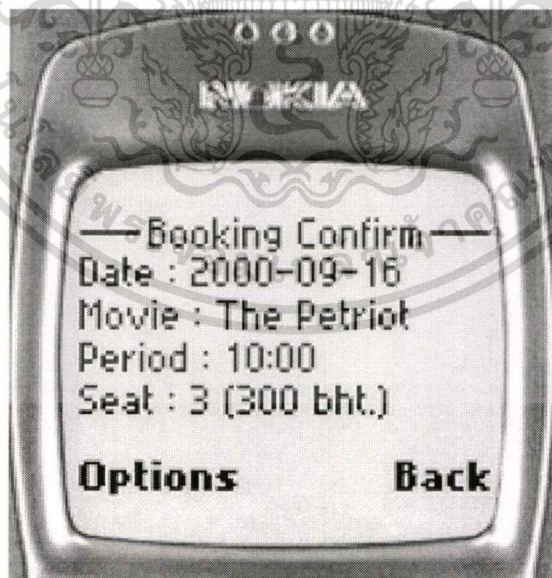 NOKIA
Booking Confirm
Date : 2000-09-16
Movie : The Petriot
Period : 10:00
Seat : 3 (300 bht.)
Options Back